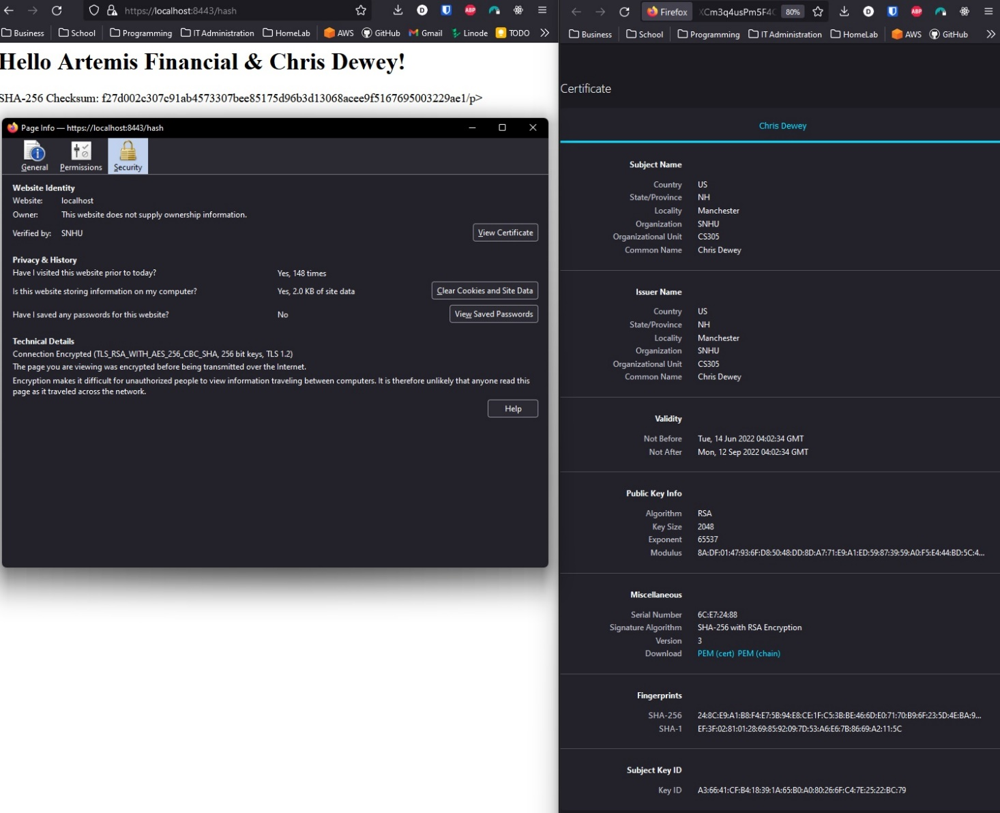 https://localhost:8443/hash
Business School Programming IT Administration HomeLab AWS GitHub Gmail Linode TODO
Hello Artemis Financial & Chris Dewey!
SHA-256 Checksum: f27d002c307c91ab4573307bee85175d96b3d13068acee9f5167695003229ae1/p>
Page Info — https://localhost:8443/hash
General Permissions Security
Website Identity
Website: localhost
Owner: This website does not supply ownership information.
Verified by: SNHU View Certificate
Privacy & History
Have I visited this website prior to today? Yes, 148 times
Is this website storing information on my computer? Yes, 2.0 KB of site data Clear Cookies and Site Data
Have I saved any passwords for this website? No View Saved Passwords
Technical Details
Connection Encrypted (TLS_RSA_WITH_AES_256_CBC_SHA, 256 bit keys, TLS 1.2)
The page you are viewing was encrypted before being transmitted over the Internet.
Encryption makes it difficult for unauthorized people to view information traveling between computers. It is therefore unlikely that anyone read this
page as it traveled across the network.
Help
Firefox XCm3q4usPm5F4C 80%
Business School Programming IT Administration HomeLab AWS GitHub
Certificate
Chris Dewey
Subject Name
Country US
State/Province NH
Locality Manchester
Organization SNHU
Organizational Unit CS305
Common Name Chris Dewey
Issuer Name
Country US
State/Province NH
Locality Manchester
Organization SNHU
Organizational Unit CS305
Common Name Chris Dewey
Validity
Not Before Tue, 14 Jun 2022 04:02:34 GMT
Not After Mon, 12 Sep 2022 04:02:34 GMT
Public Key Info
Algorithm RSA
Key Size 2048
Exponent 65537
Modulus 8A:DF:01:47:93:6F:D8:50:48:DD:8D:A7:71:E9:A1:ED:59:87:39:59:A0:F5:E4:44:BD:5C:4...
Miscellaneous
Serial Number 6C:E7:24:88
Signature Algorithm SHA-256 with RSA Encryption
Version 3
Download PEM (cert) PEM (chain)
Fingerprints
SHA-256 24:8C:E9:A1:B8:F4:E7:5B:94:E8:CE:1F:C5:3B:BE:46:6D:E0:71:70:B9:6F:23:5D:4E:BA:9...
SHA-1 EF:3F:02:81:01:28:69:85:92:09:7D:53:A6:E6:7B:86:69:A2:11:5C
Subject Key ID
Key ID A3:66:41:CF:B4:18:39:1A:65:B0:A0:80:26:6F:C4:7E:25:22:BC:79